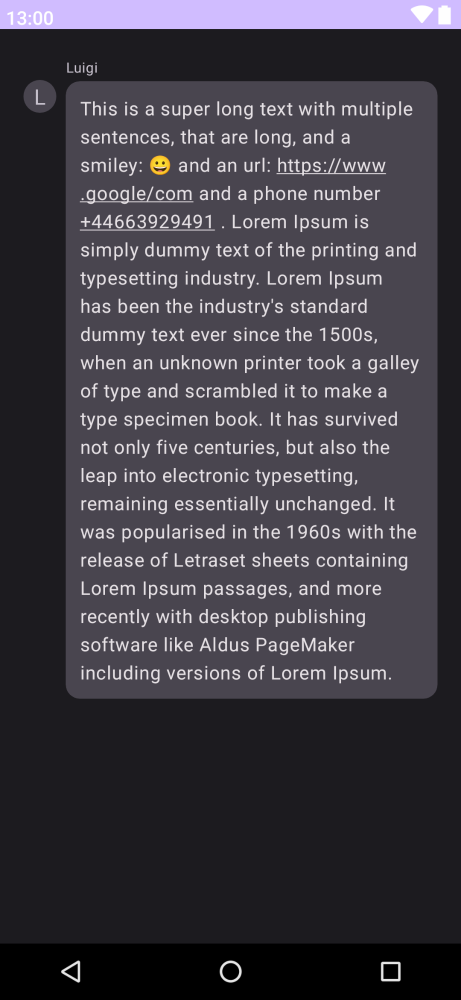 13:00
Luigi
L
This is a super long text with multiple
sentences, that are long, and a
smiley: 😀 and an url: https://www
.google/com and a phone number
+44663929491 . Lorem Ipsum is
simply dummy text of the printing and
typesetting industry. Lorem Ipsum
has been the industry's standard
dummy text ever since the 1500s,
when an unknown printer took a galley
of type and scrambled it to make a
type specimen book. It has survived
not only five centuries, but also the
leap into electronic typesetting,
remaining essentially unchanged. It
was popularised in the 1960s with the
release of Letraset sheets containing
Lorem Ipsum passages, and more
recently with desktop publishing
software like Aldus PageMaker
including versions of Lorem Ipsum.